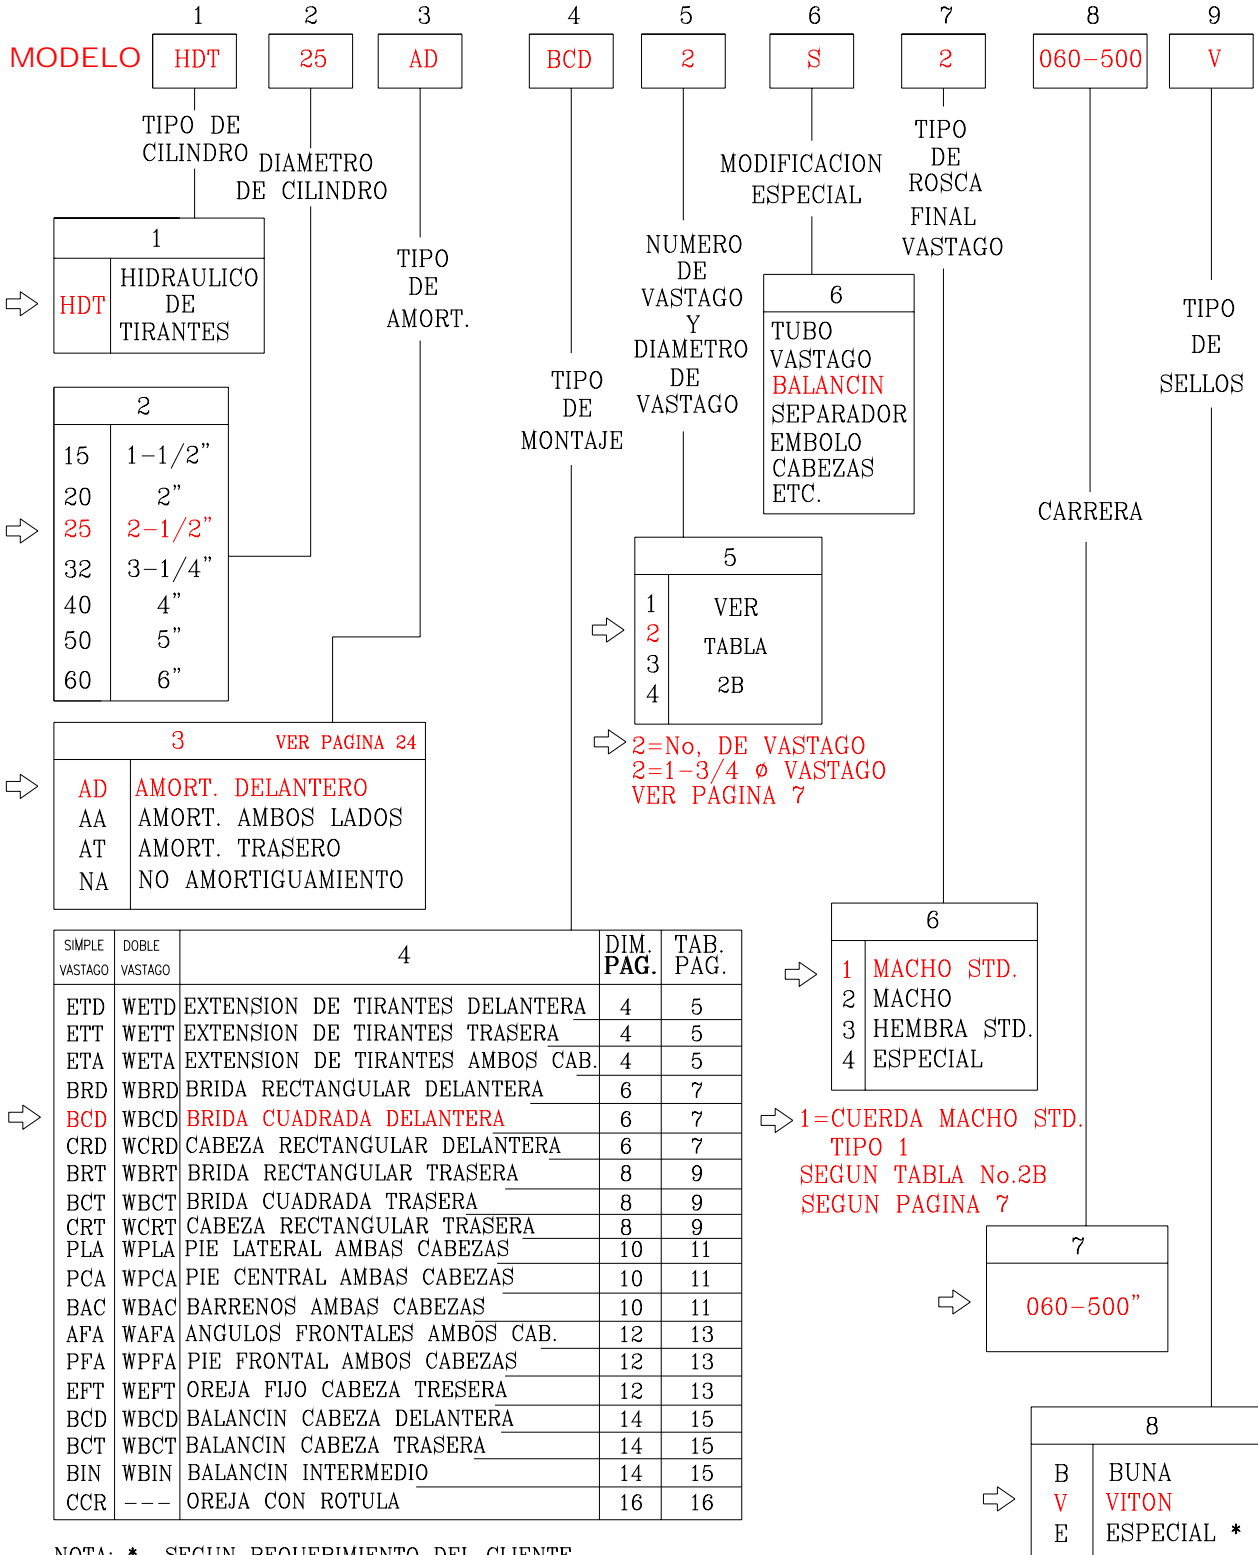 1 2 3 4 5 6 7 8 9
MODELO HDT 25 AD BCD 2 S 2 060-500 V
TIPO DE
CILINDRO
DIAMETRO
DE CILINDRO
TIPO
DE
AMORT.
TIPO
DE
MONTAJE
NUMERO
DE
VASTAGO
Y
DIAMETRO
DE
VASTAGO
MODIFICACION
ESPECIAL
TIPO
DE
ROSCA
FINAL
VASTAGO
CARRERA
TIPO
DE
SELLOS
1
HDT HIDRAULICO
DE
TIRANTES
2
15 1-1/2"
20 2"
25 2-1/2"
32 3-1/4"
40 4"
50 5"
60 6"
3 VER PAGINA 24
AD AMORT. DELANTERO
AA AMORT. AMBOS LADOS
AT AMORT. TRASERO
NA NO AMORTIGUAMIENTO
6
TUBO
VASTAGO
BALANCIN
SEPARADOR
EMBOLO
CABEZAS
ETC.
5
1 VER
2
TABLA
3
2B
4
2=No, DE VASTAGO
2=1-3/4 ø VASTAGO
VER PAGINA 7
SIMPLE VASTAGO DOBLE VASTAGO 4 DIM. PAG. TAB. PAG.
ETD WETD EXTENSION DE TIRANTES DELANTERA 4 5
ETT WETT EXTENSION DE TIRANTES TRASERA 4 5
ETA WETA EXTENSION DE TIRANTES AMBOS CAB. 4 5
BRD WBRD BRIDA RECTANGULAR DELANTERA 6 7
BCD WBCD BRIDA CUADRADA DELANTERA 6 7
CRD WCRD CABEZA RECTANGULAR DELANTERA 6 7
BRT WBRT BRIDA RECTANGULAR TRASERA 8 9
BCT WBCT BRIDA CUADRADA TRASERA 8 9
CRT WCRT CABEZA RECTANGULAR TRASERA 8 9
PLA WPLA PIE LATERAL AMBAS CABEZAS 10 11
PCA WPCA PIE CENTRAL AMBAS CABEZAS 10 11
BAC WBAC BARRENOS AMBAS CABEZAS 10 11
AFA WAFA ANGULOS FRONTALES AMBOS CAB. 12 13
PFA WPFA PIE FRONTAL AMBOS CABEZAS 12 13
EFT WEFT OREJA FIJO CABEZA TRESERA 12 13
BCD WBCD BALANCIN CABEZA DELANTERA 14 15
BCT WBCT BALANCIN CABEZA TRASERA 14 15
BIN WBIN BALANCIN INTERMEDIO 14 15
CCR --- OREJA CON ROTULA 16 16
6
1 MACHO STD.
2 MACHO
3 HEMBRA STD.
4 ESPECIAL
1=CUERDA MACHO STD.
TIPO 1
SEGUN TABLA No.2B
SEGUN PAGINA 7
7
060-500"
8
B BUNA
V VITON
E ESPECIAL *
NOTA: * SEGUN REQUERIMIENTO DEL CLIENTE